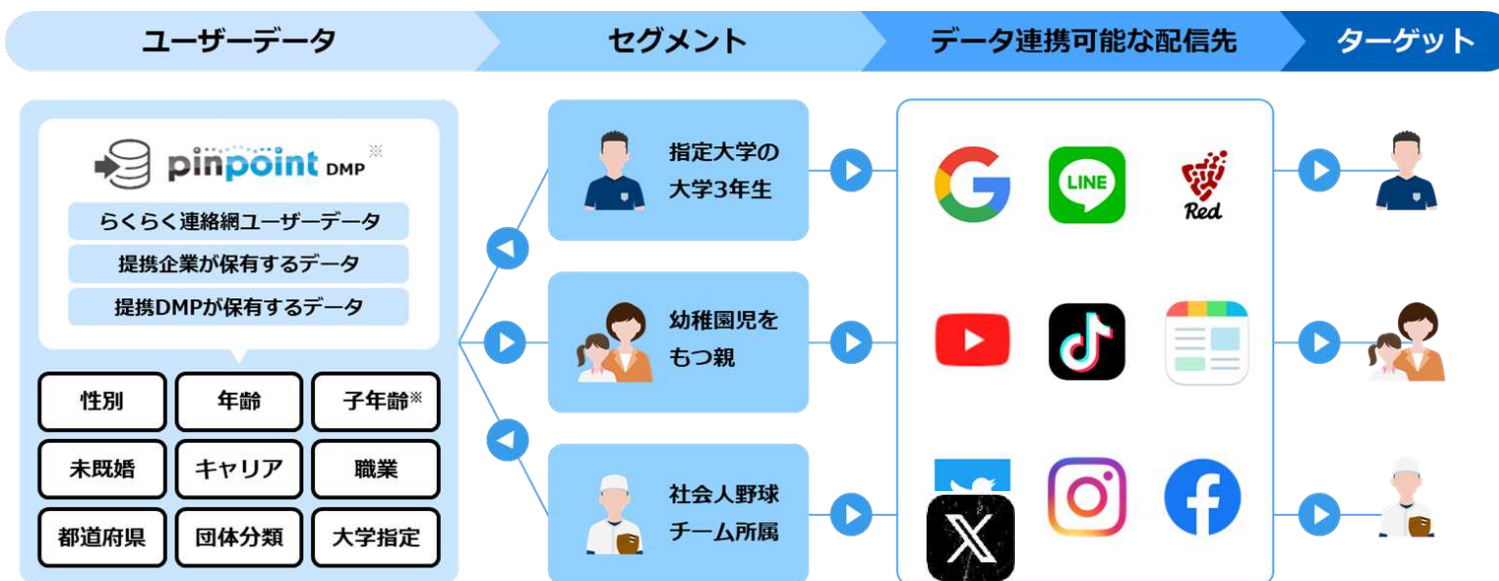 ユーザーデータ
セグメント
データ連携可能な配信先
ターゲット
pinpoint DMP ※
らくらく連絡網ユーザーデータ
提携企業が保有するデータ
提携DMPが保有するデータ
性別
年齢
子年齢※
未既婚
キャリア
職業
都道府県
団体分類
大学指定
指定大学の
大学3年生
幼稚園児を
もつ親
社会人野球
チーム所属
LINE
Red